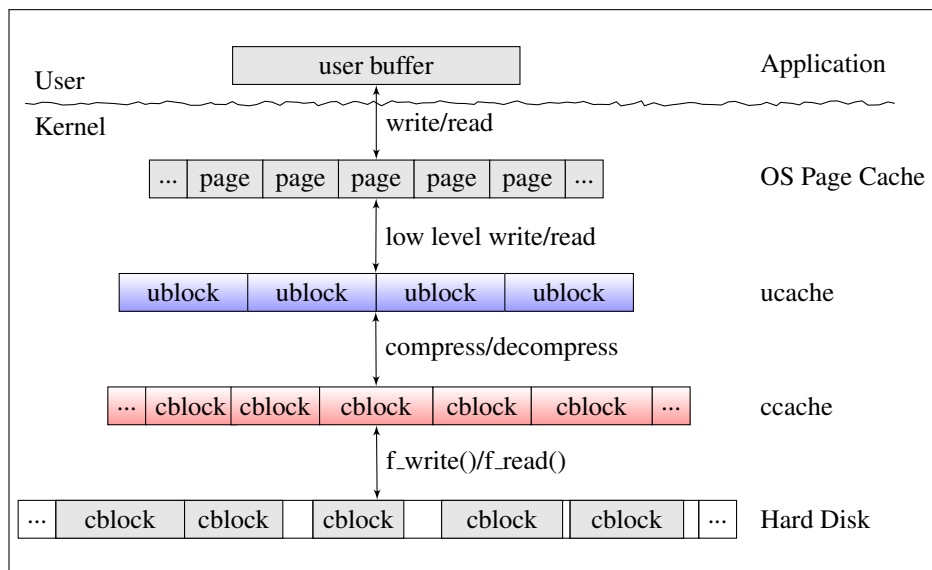 user buffer Application
User
Kernel
write/read
... page page page page page ... OS Page Cache
low level write/read
ublock ublock ublock ublock ucache
compress/decompress
... cblock cblock cblock cblock cblock ... ccache
f_write()/f_read()
... cblock cblock cblock cblock cblock ... Hard Disk